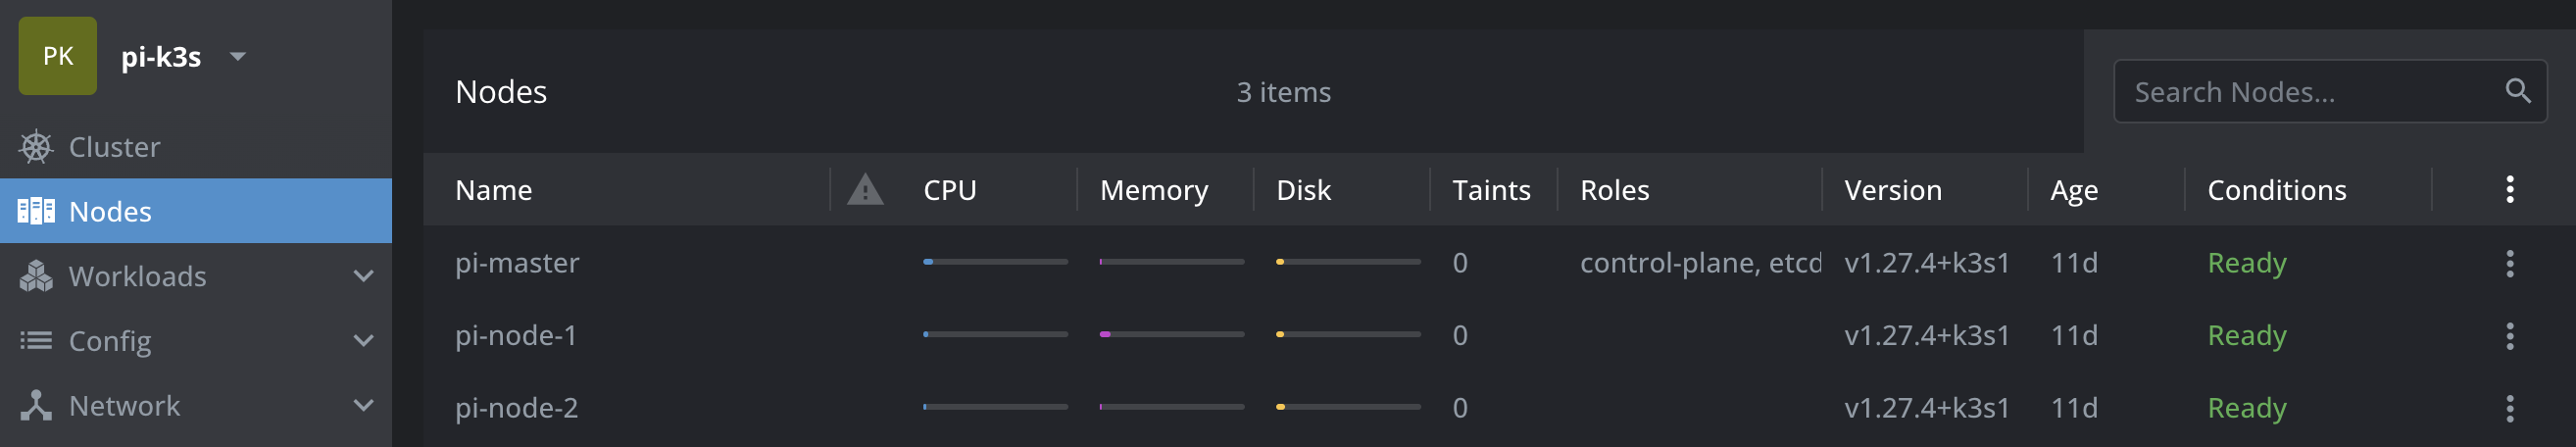 PK pi-k3s
Cluster
Nodes
Workloads
Config
Network
Nodes 3 items Search Nodes...
Name CPU Memory Disk Taints Roles Version Age Conditions
pi-master 0 control-plane, etcd v1.27.4+k3s1 11d Ready
pi-node-1 0 v1.27.4+k3s1 11d Ready
pi-node-2 0 v1.27.4+k3s1 11d Ready